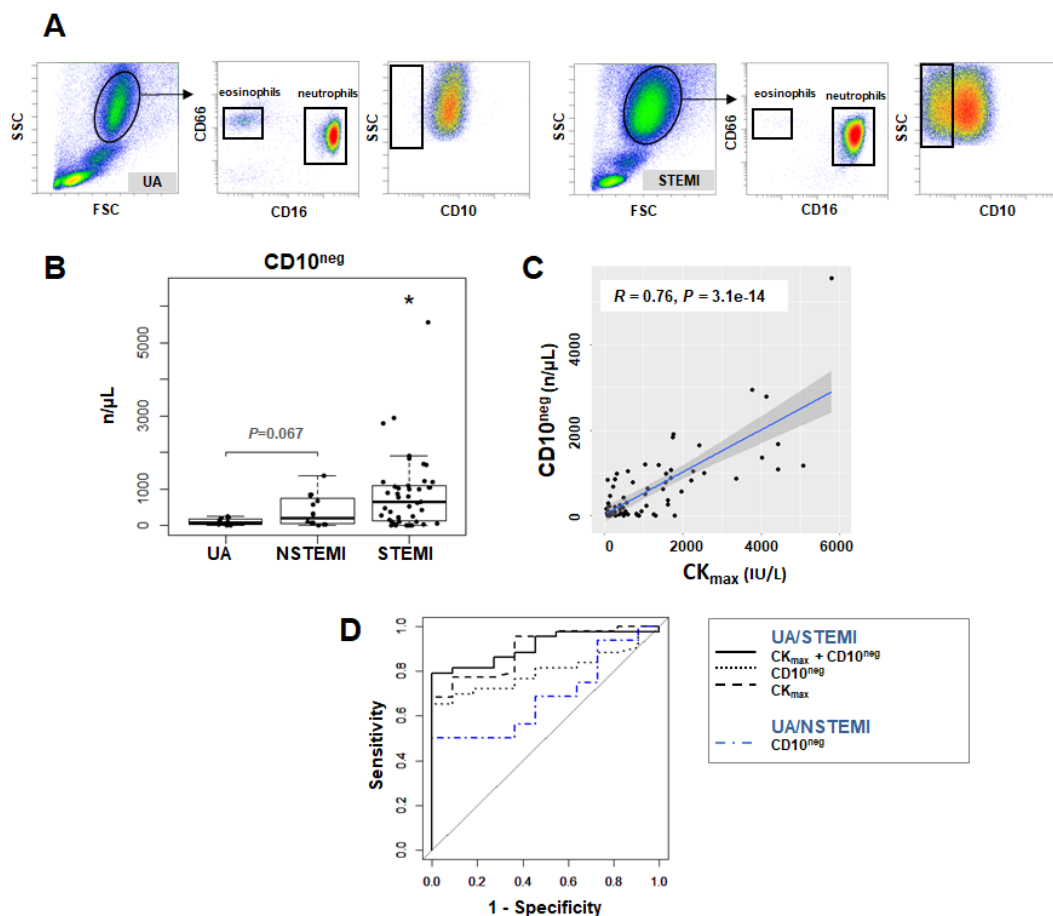 A
SSC
UA
FSC
eosinophils
neutrophils
CD66
CD16
SSC
CD10
SSC
STEMI
FSC
eosinophils
neutrophils
CD66
CD16
SSC
CD10
B
CD10neg
n/µL
0
1000
3000
5000
P=0.067
*
UA
NSTEMI
STEMI
C
R = 0.76, P = 3.1e-14
CD10neg (n/µL)
0
2000
4000
0
2000
4000
6000
CKmax (IU/L)
D
Sensitivity
0.0
0.2
0.4
0.6
0.8
1.0
0.0
0.2
0.4
0.6
0.8
1.0
1 - Specificity
UA/STEMI
CKmax + CD10neg
CD10neg
CKmax
UA/NSTEMI
CD10neg